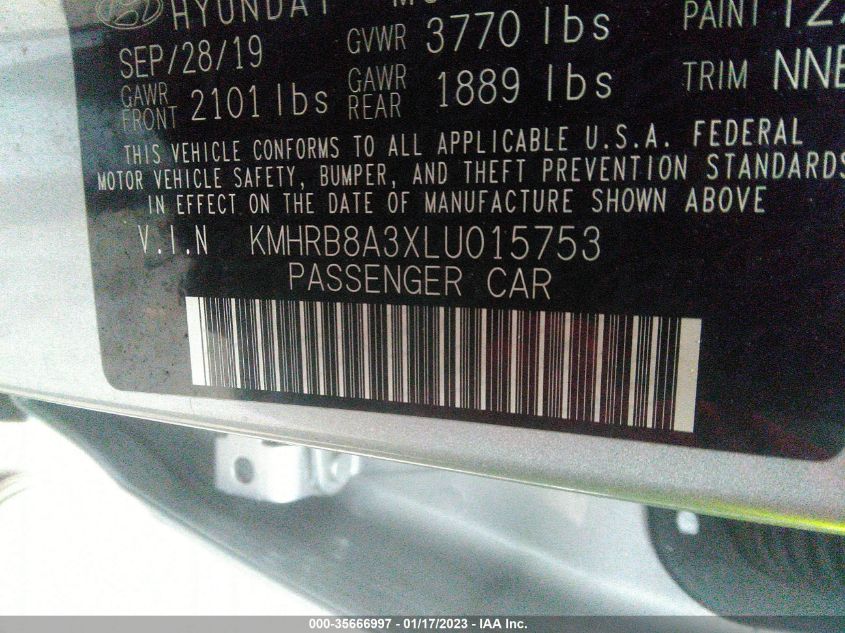 HYUNDAI
SEP/28/19 GVWR 3770 lbs PAINT
GAWR FRONT 2101 lbs GAWR REAR 1889 lbs TRIM NNB
THIS VEHICLE CONFORMS TO ALL APPLICABLE U.S.A. FEDERAL
MOTOR VEHICLE SAFETY, BUMPER, AND THEFT PREVENTION STANDARDS
IN EFFECT ON THE DATE OF MANUFACTURE SHOWN ABOVE
V.I.N KMHRB8A3XLU015753
PASSENGER CAR
000-35666997 - 01/17/2023 - IAA Inc.